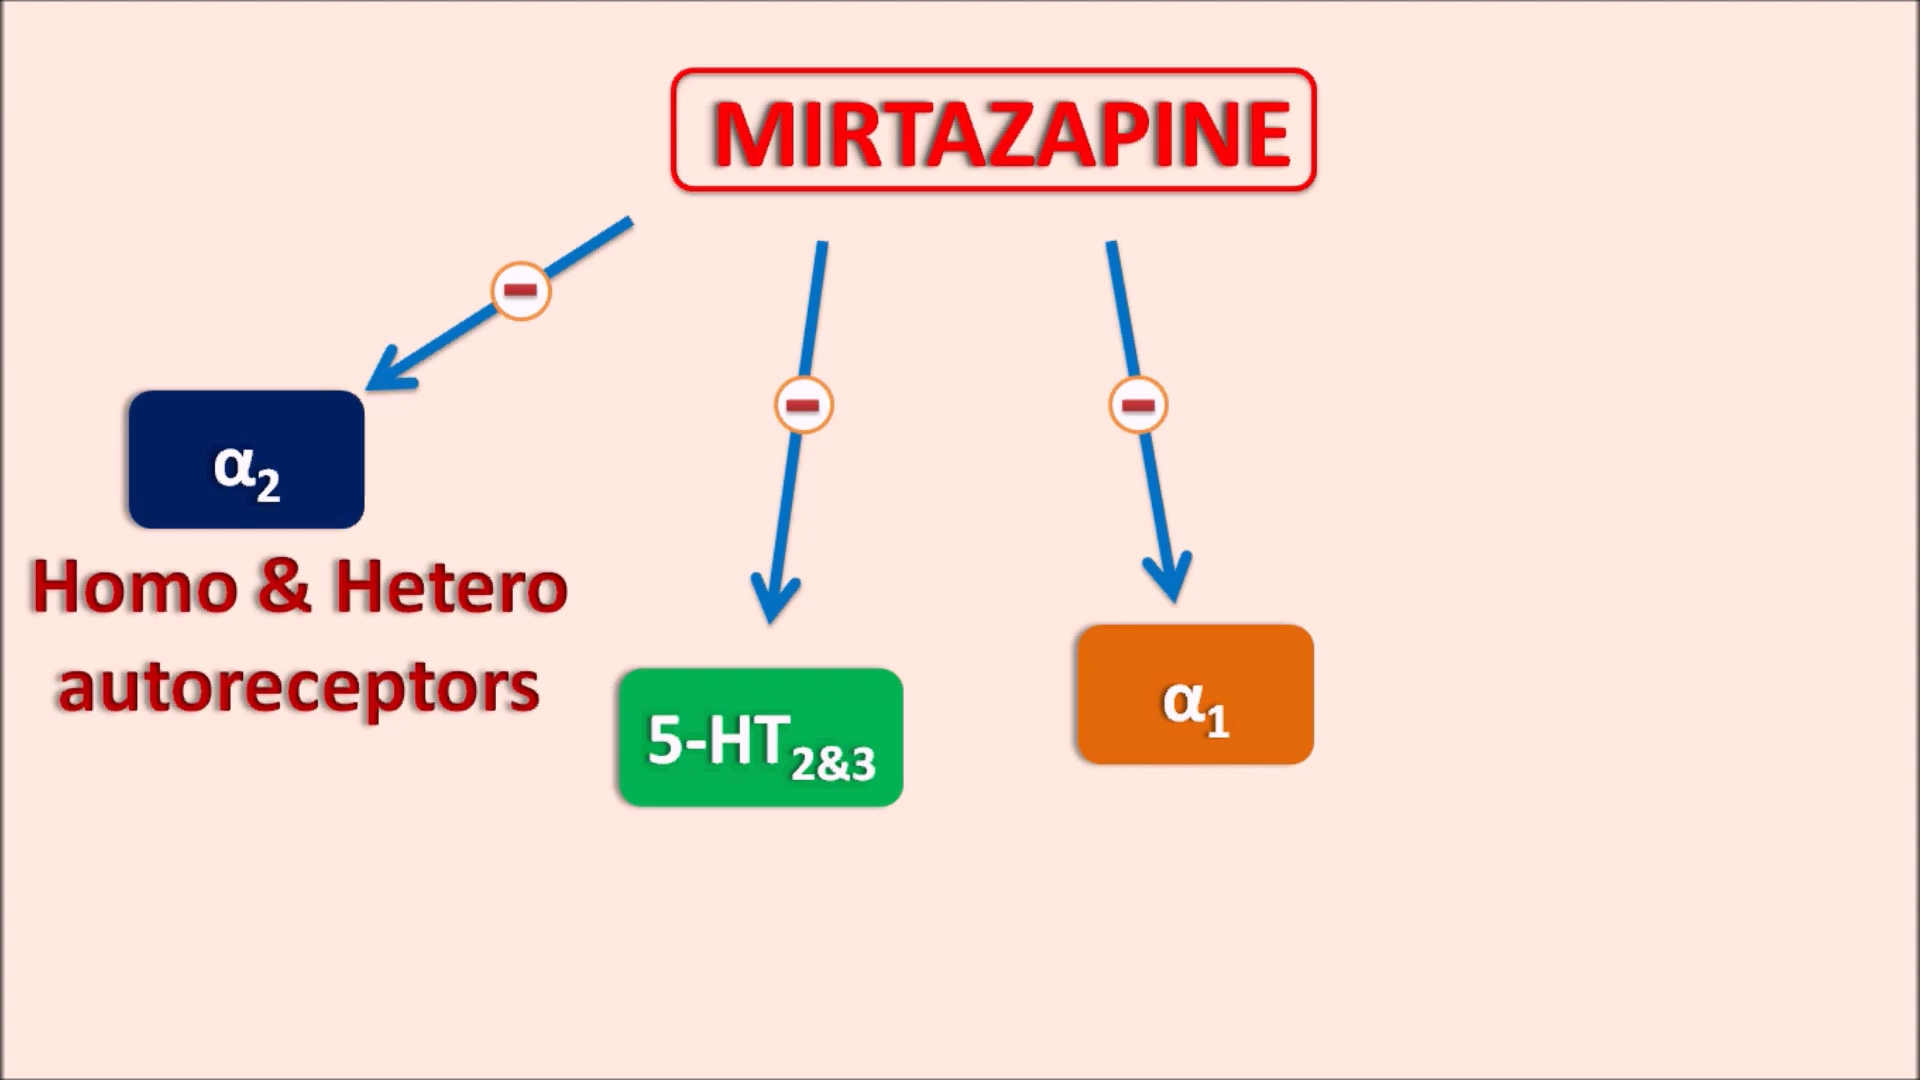 MIRTAZAPINE
α₂
Homo & Hetero
autoreceptors
5-HT₂&₃
α₁